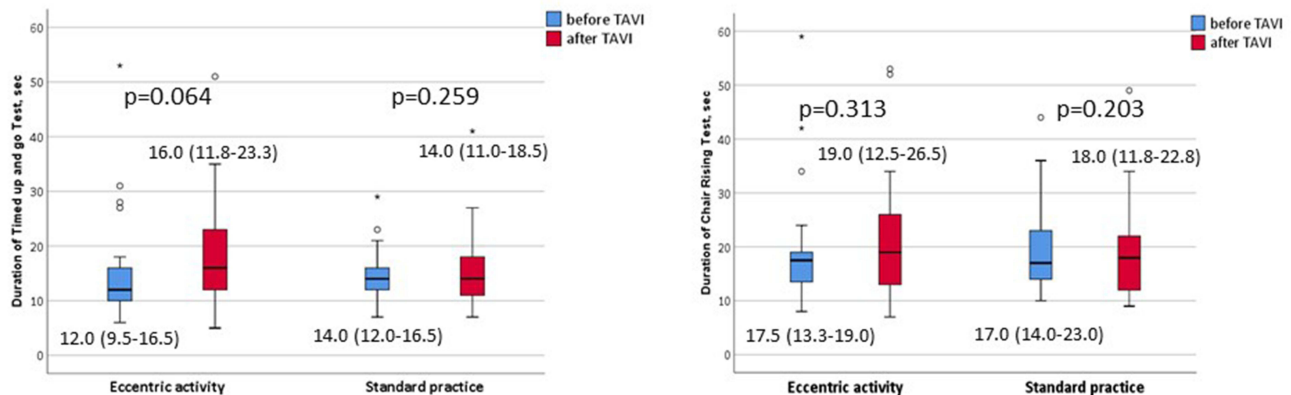 before TAVI
after TAVI
Duration of Timed up and go Test, sec
60
50
40
30
20
10
0
p=0.064
p=0.259
16.0 (11.8-23.3)
14.0 (11.0-18.5)
12.0 (9.5-16.5)
14.0 (12.0-16.5)
Eccentric activity
Standard practice
before TAVI
after TAVI
Duration of Chair Rising Test, sec
60
50
40
30
20
10
0
p=0.313
p=0.203
19.0 (12.5-26.5)
18.0 (11.8-22.8)
17.5 (13.3-19.0)
17.0 (14.0-23.0)
Eccentric activity
Standard practice